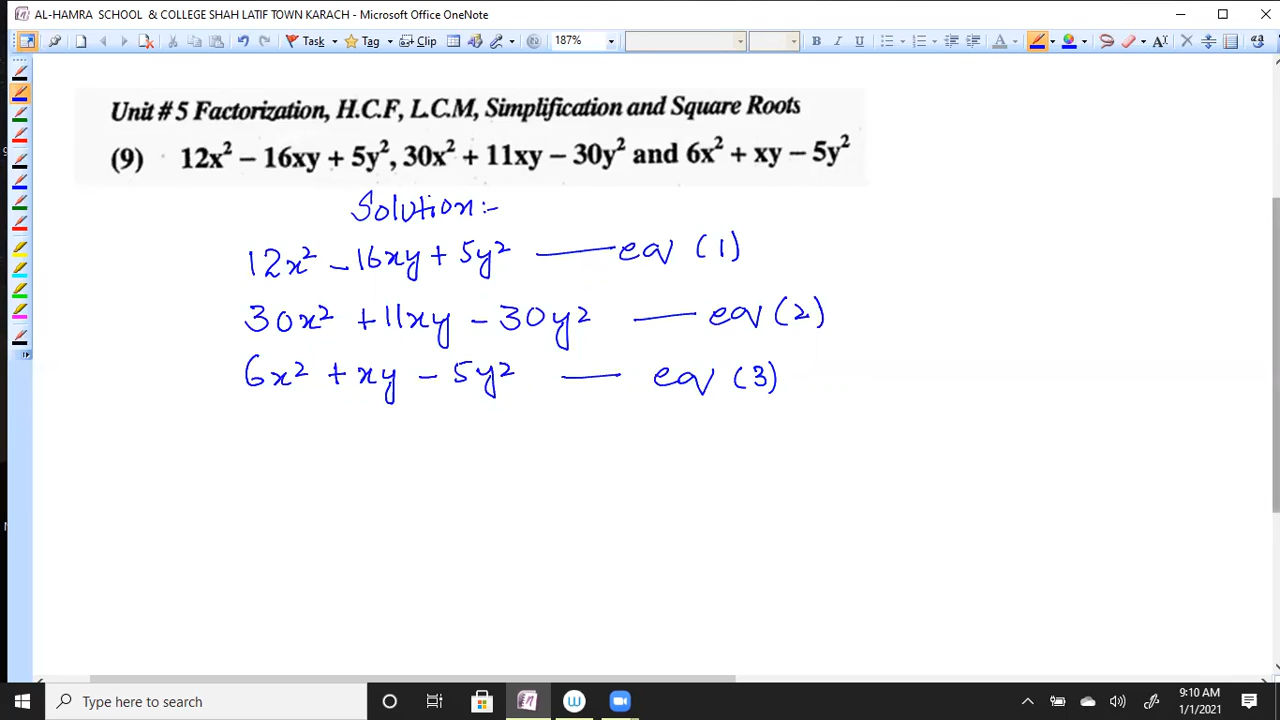 AL-HAMRA SCHOOL & COLLEGE SHAH LATIF TOWN KARACH - Microsoft Office OneNote
Task Tag Clip 187% B I U A
Unit # 5 Factorization, H.C.F, L.C.M, Simplification and Square Roots
(9) 12x² – 16xy + 5y², 30x² + 11xy – 30y² and 6x² + xy – 5y²
Solution :-
12x² - 16xy + 5y² — eq (1)
30x² + 11xy - 30y² — eq (2)
6x² + xy - 5y² — eq (3)
Type here to search
9:10 AM
1/1/2021